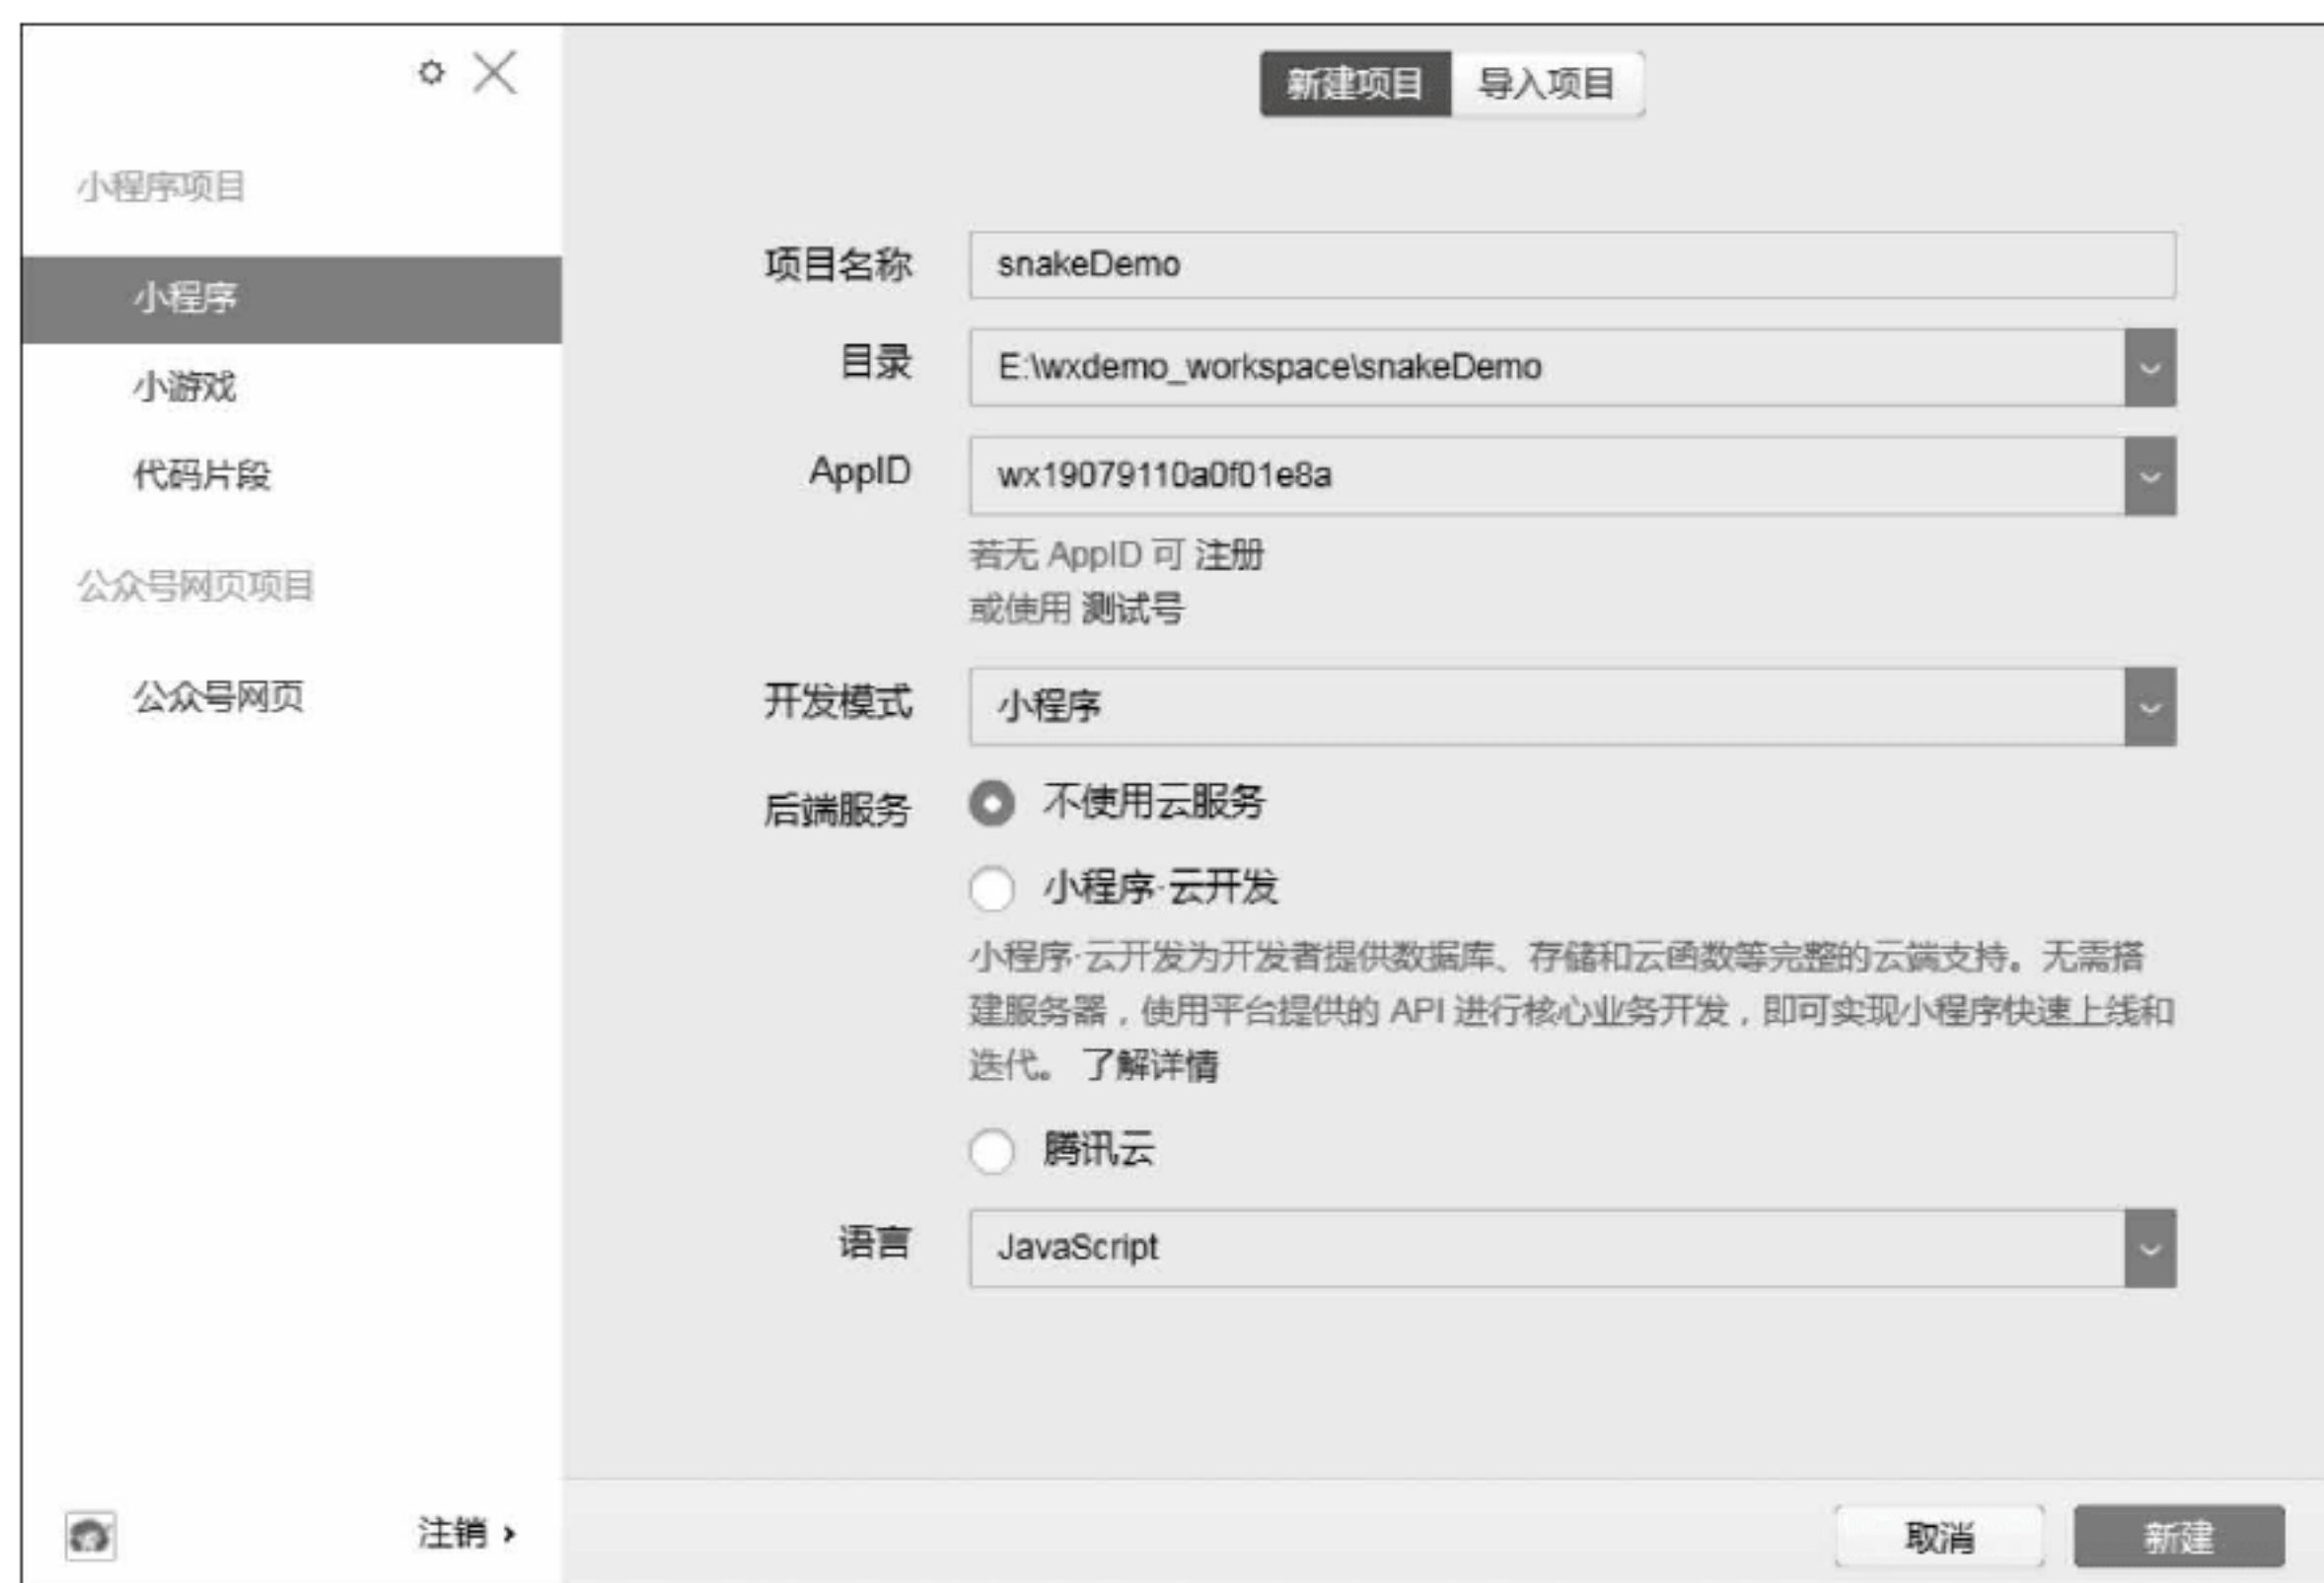 新建项目 导入项目
小程序项目
小程序
小游戏
代码片段
公众号网页项目
公众号网页
注销 ›
项目名称 snakeDemo
目录 E:\wxdemo_workspace\snakeDemo
AppID wx19079110a0f01e8a
若无 AppID 可 注册
或使用 测试号
开发模式 小程序
后端服务 不使用云服务
小程序·云开发
小程序·云开发为开发者提供数据库、存储和云函数等完整的云端支持。无需搭
建服务器，使用平台提供的 API 进行核心业务开发，即可实现小程序快速上线和
迭代。 了解详情
腾讯云
语言 JavaScript
取消 新建